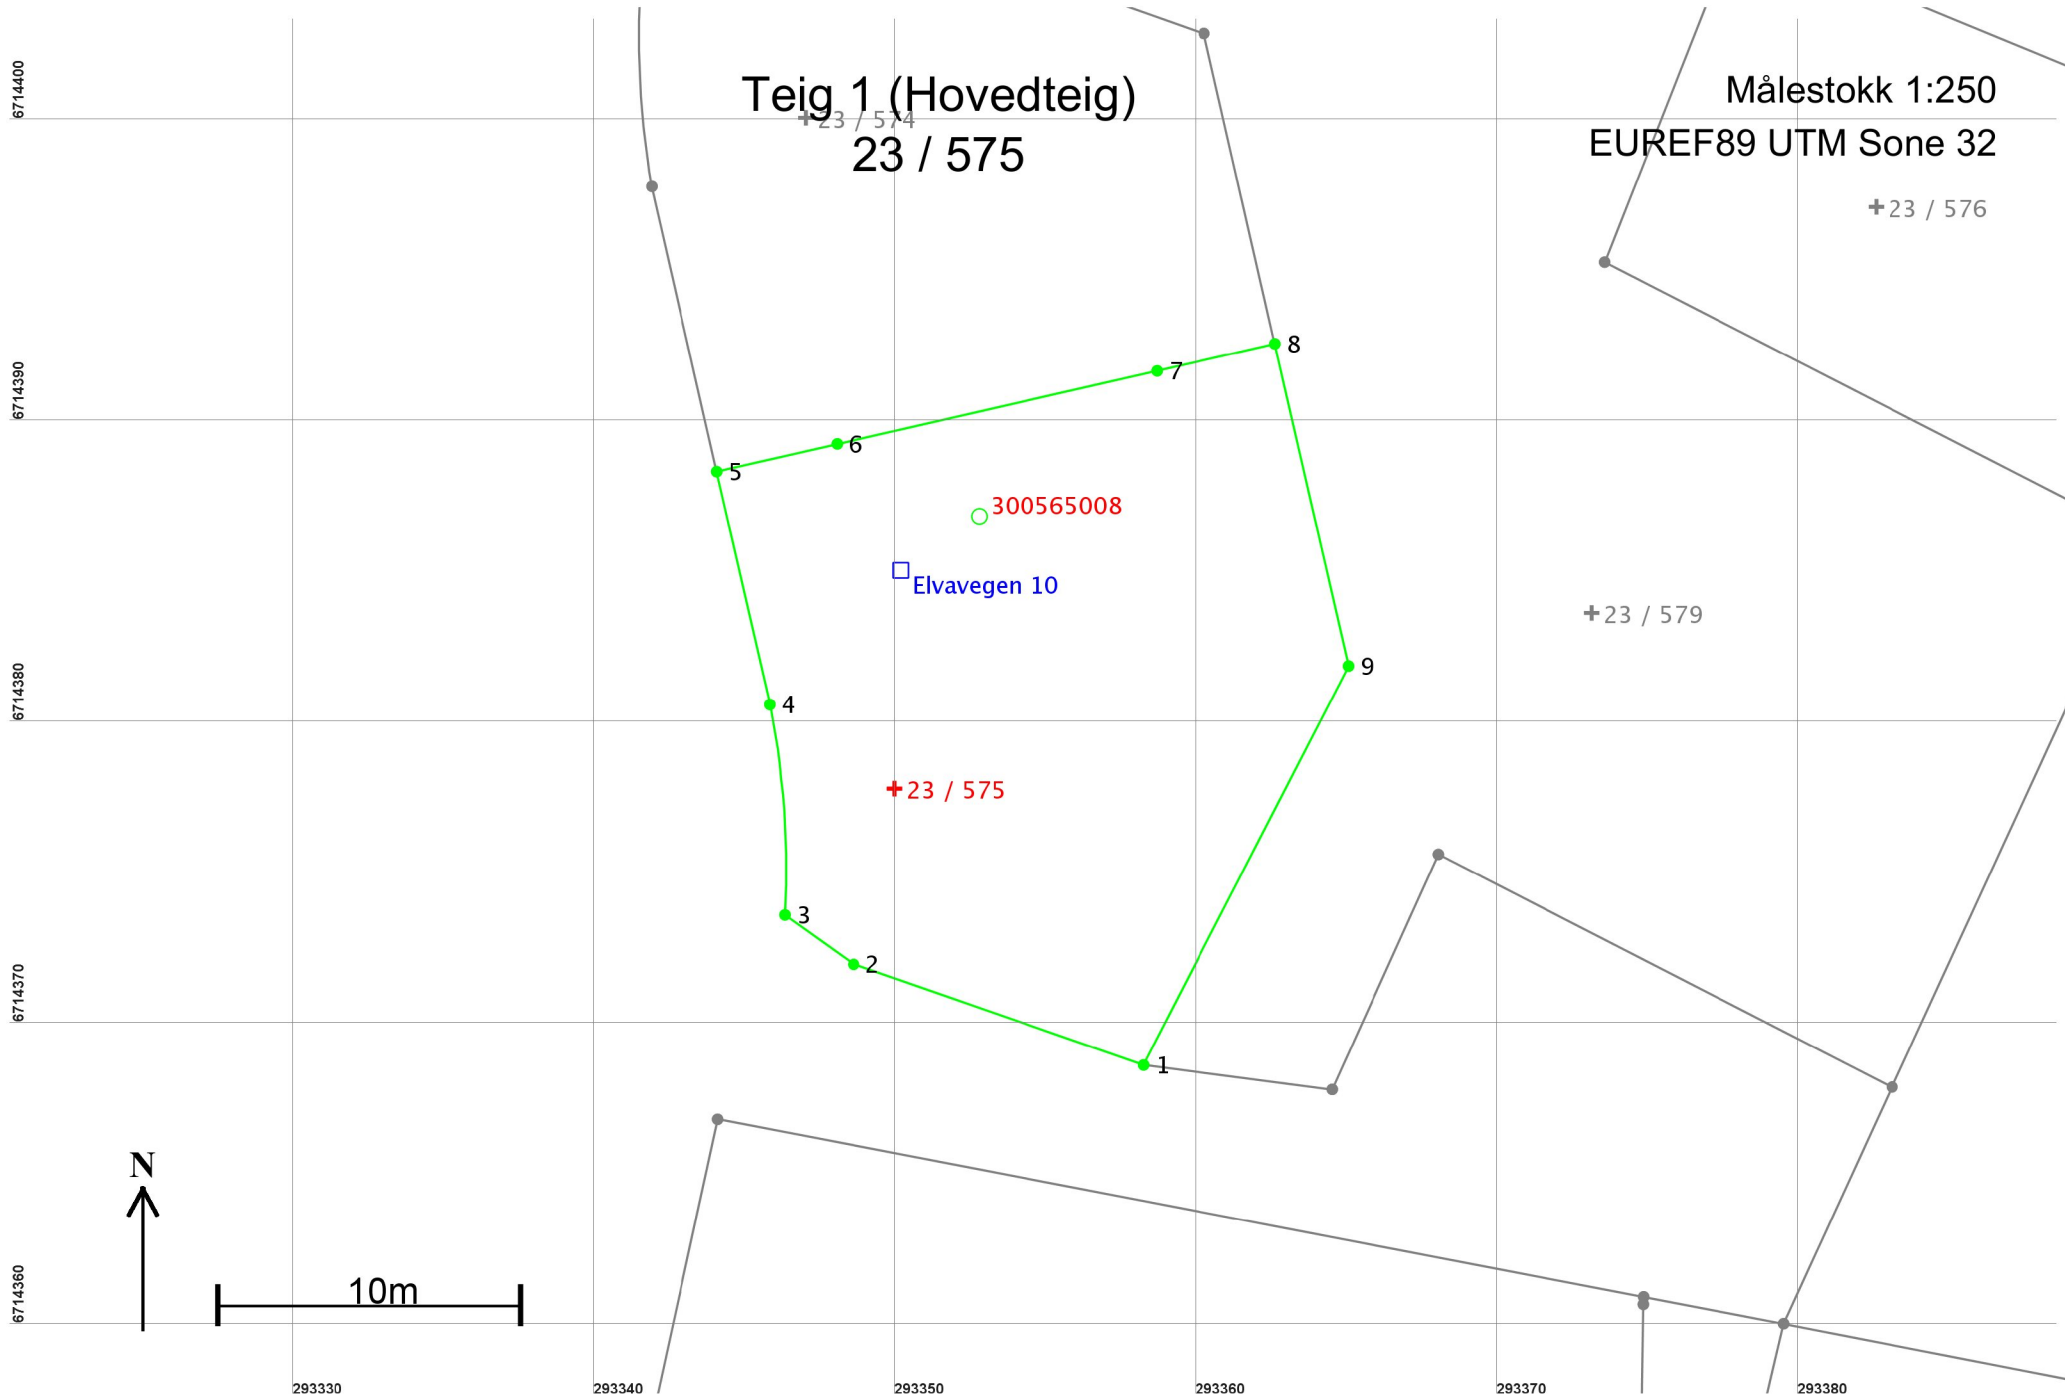 6714400
Teig 1 (Hovedteig)
23 / 574
23 / 575
Målestokk 1:250
EUREF89 UTM Sone 32
23 / 576
8
7
6714390
6
5
300565008
Elvavegen 10
23 / 579
9
6714380
4
23 / 575
3
2
6714370
1
N
10m
6714360
293330
293340
293350
293360
293370
293380